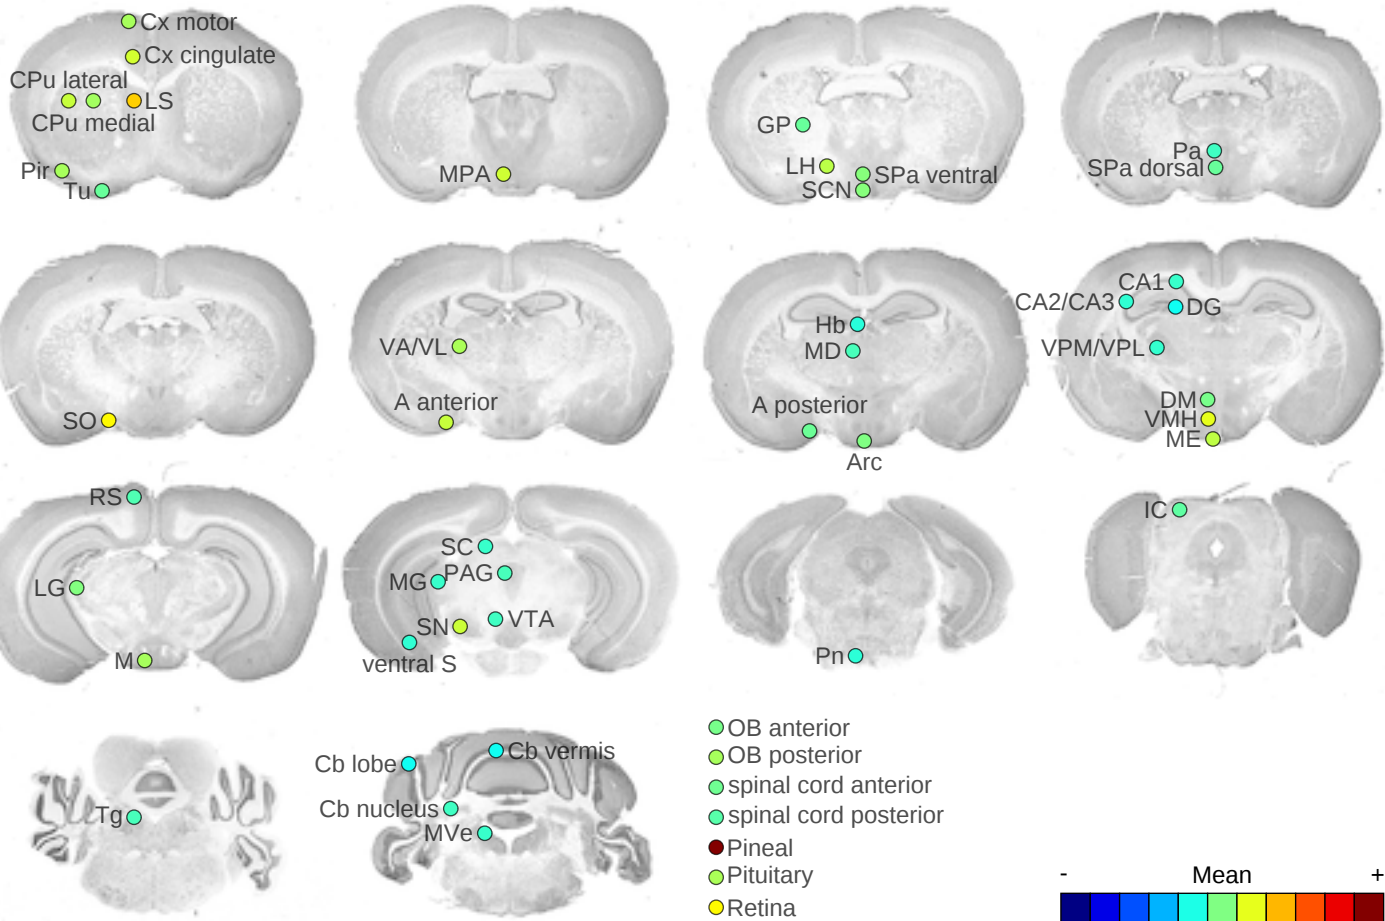 Cx motor
Cx cingulate
CPu lateral
LS
CPu medial
Pir
Tu
MPA
GP
LH
SPa ventral
SCN
Pa
SPa dorsal
SO
VA/VL
A anterior
Hb
MD
A posterior
Arc
CA1
CA2/CA3
DG
VPM/VPL
DM
VMH
ME
RS
LG
M
SC
MG
PAG
SN
VTA
ventral S
Pn
IC
Tg
Cb lobe
Cb vermis
Cb nucleus
MVe
OB anterior
OB posterior
spinal cord anterior
spinal cord posterior
Pineal
Pituitary
Retina
- Mean +